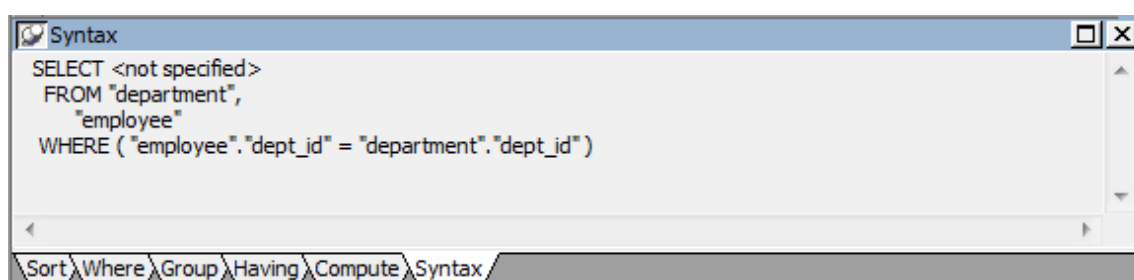 Syntax
SELECT <not specified>
FROM "department",
"employee"
WHERE ( "employee"."dept_id" = "department"."dept_id" )
Sort Where Group Having Compute Syntax